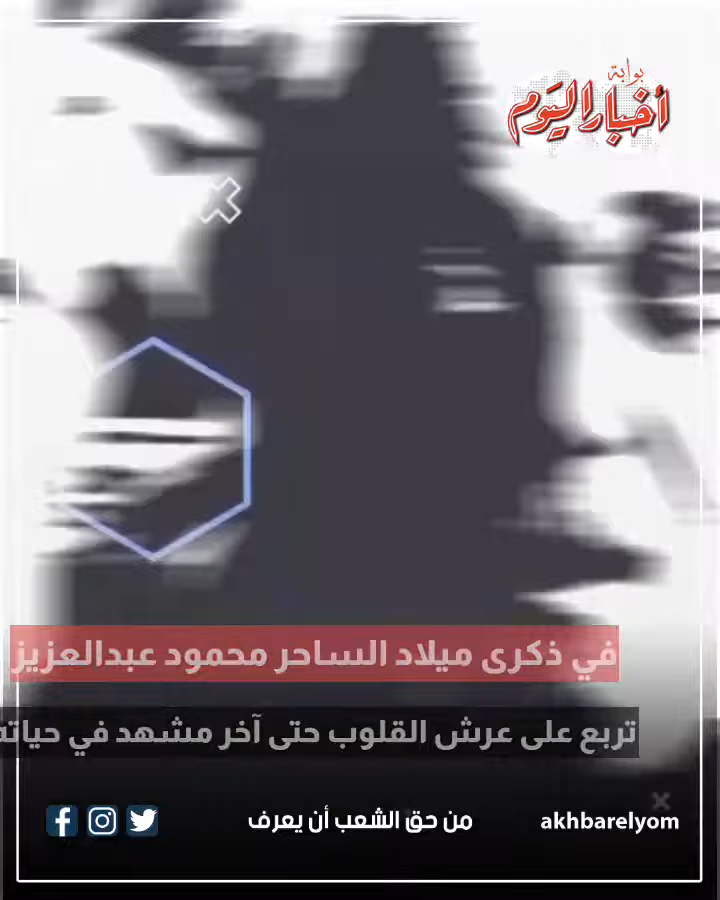 بوابة
أخبار اليوم
في ذكرى ميلاد الساحر محمود عبدالعزيز
تربع على عرش القلوب حتى آخر مشهد في حياته
من حق الشعب أن يعرف
akhbarelyom